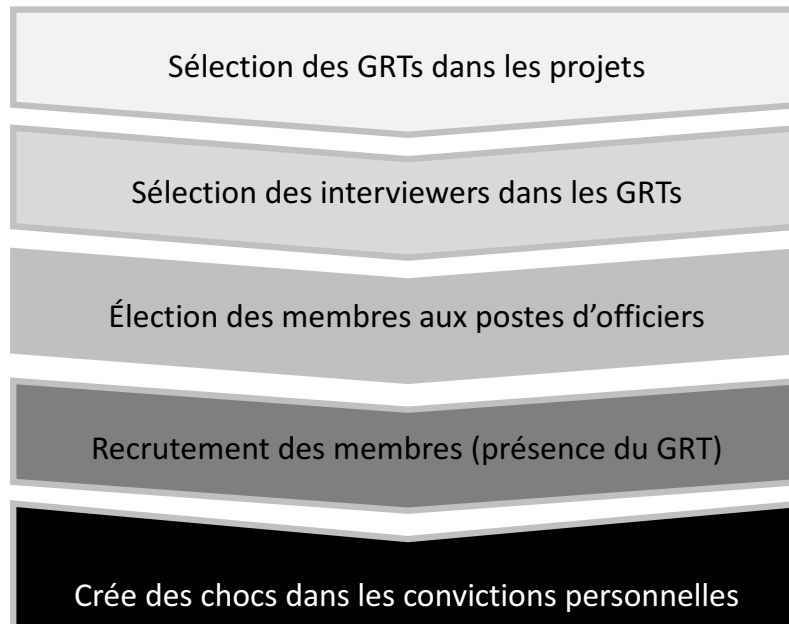 Sélection des GRTs dans les projets
Sélection des interviewers dans les GRTs
Élection des membres aux postes d’officiers
Recrutement des membres (présence du GRT)
Crée des chocs dans les convictions personnelles